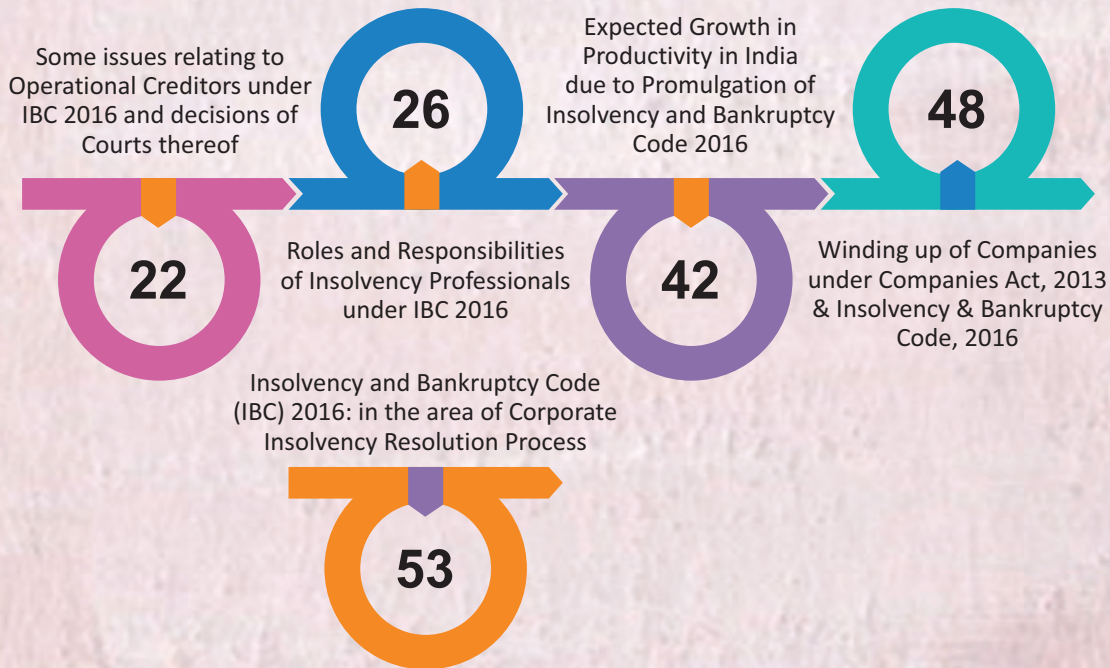 Some issues relating to
Operational Creditors under
IBC 2016 and decisions of
Courts thereof
22
26
Roles and Responsibilities
of Insolvency Professionals
under IBC 2016
Expected Growth in
Productivity in India
due to Promulgation of
Insolvency and Bankruptcy
Code 2016
42
48
Winding up of Companies
under Companies Act, 2013
& Insolvency & Bankruptcy
Code, 2016
Insolvency and Bankruptcy Code
(IBC) 2016: in the area of Corporate
Insolvency Resolution Process
53